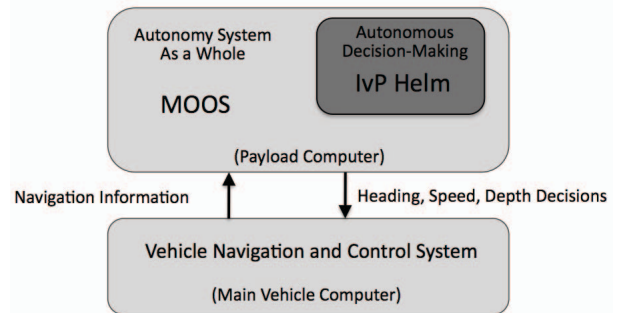 Autonomy System
As a Whole
MOOS
Autonomous
Decision-Making
IvP Helm
(Payload Computer)
Navigation Information
Heading, Speed, Depth Decisions
Vehicle Navigation and Control System
(Main Vehicle Computer)